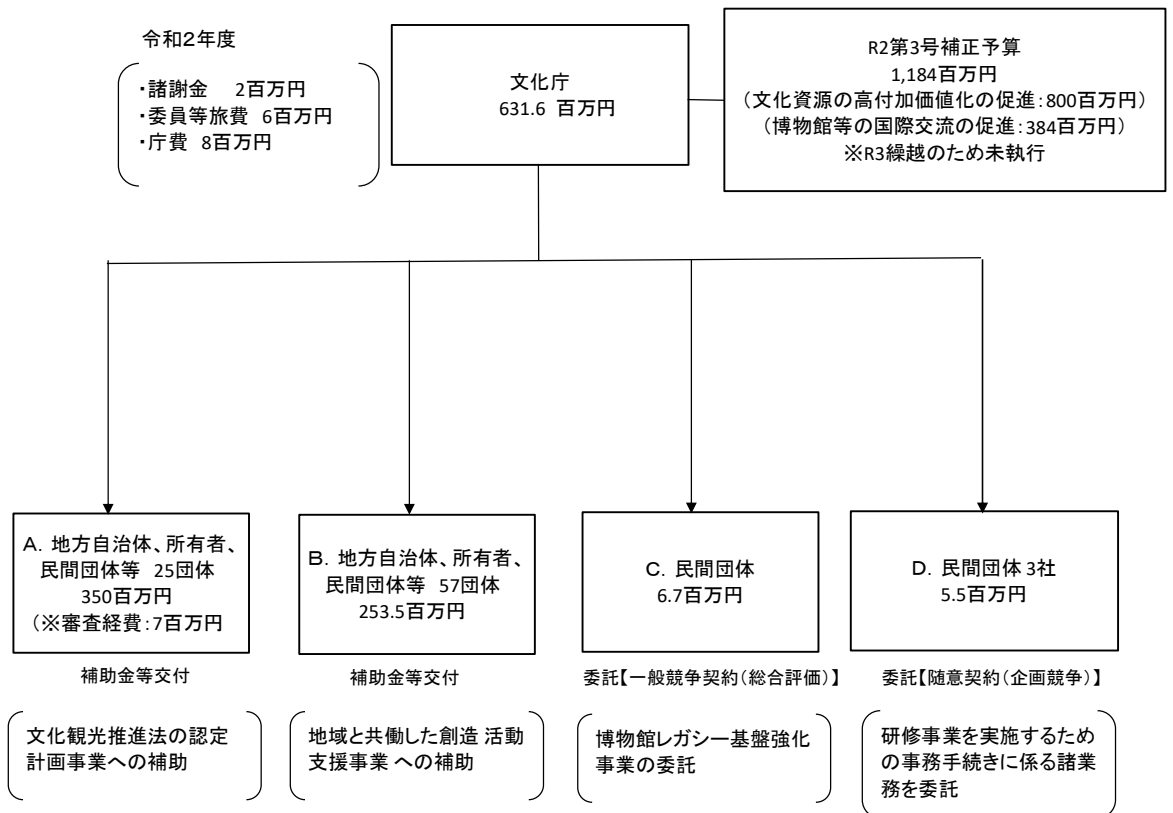 令和2年度
・諸謝金 2百万円
・委員等旅費 6百万円
・庁費 8百万円
文化庁
631.6 百万円
R2第3号補正予算
1,184百万円
（文化資源の高付加価値化の促進：800百万円）
（博物館等の国際交流の促進：384百万円）
※R3繰越のため未執行
A. 地方自治体、所有者、
民間団体等 25団体
350百万円
（※審査経費：7百万円
補助金等交付
文化観光推進法の認定
計画事業への補助
B. 地方自治体、所有者、
民間団体等 57団体
253.5百万円
補助金等交付
地域と共働した創造 活動
支援事業 への補助
C. 民間団体
6.7百万円
委託【一般競争契約（総合評価）】
博物館レガシー基盤強化
事業の委託
D. 民間団体 3社
5.5百万円
委託【随意契約（企画競争）】
研修事業を実施するため
の事務手続きに係る諸業
務を委託